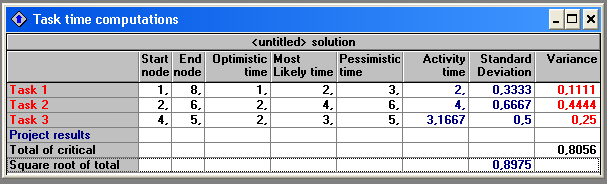 Task time computations
<untitled> solution
Start node End node Optimistic time Most Likely time Pessimistic time Activity time Standard Deviation Variance
Task 1 1, 8, 1, 2, 3, 2, 0,3333 0,1111
Task 2 2, 6, 2, 4, 6, 4, 0,6667 0,4444
Task 3 4, 5, 2, 3, 5, 3,1667 0,5 0,25
Project results
Total of critical 0,8056
Square root of total 0,8975